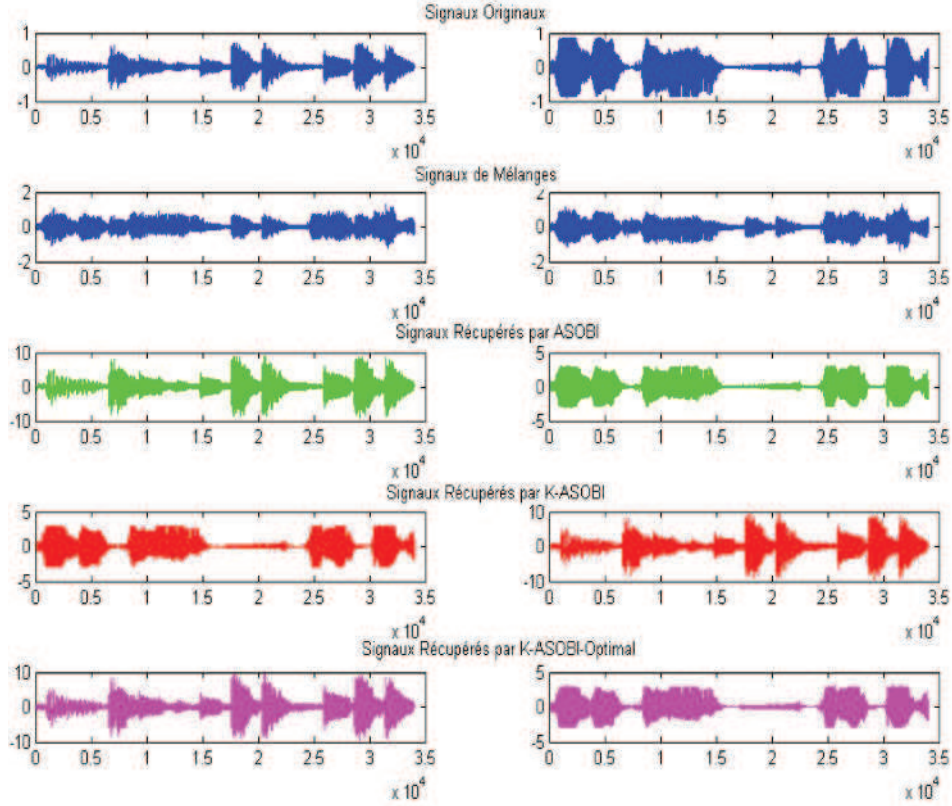 Signaux Originaux
1 0 -1
0 0.5 1 1.5 2 2.5 3 3.5
x 10^4
1 0 -1
0 0.5 1 1.5 2 2.5 3 3.5
x 10^4
Signaux de Mélanges
2 0 -2
0 0.5 1 1.5 2 2.5 3 3.5
x 10^4
2 0 -2
0 0.5 1 1.5 2 2.5 3 3.5
x 10^4
Signaux Récupérés par ASOBI
10 0 -10
0 0.5 1 1.5 2 2.5 3 3.5
x 10^4
5 0 -5
0 0.5 1 1.5 2 2.5 3 3.5
x 10^4
Signaux Récupérés par K-ASOBI
5 0 -5
0 0.5 1 1.5 2 2.5 3 3.5
x 10^4
10 0 -10
0 0.5 1 1.5 2 2.5 3 3.5
x 10^4
Signaux Récupérés par K-ASOBI-Optimal
10 0 -10
0 0.5 1 1.5 2 2.5 3 3.5
x 10^4
5 0 -5
0 0.5 1 1.5 2 2.5 3 3.5
x 10^4